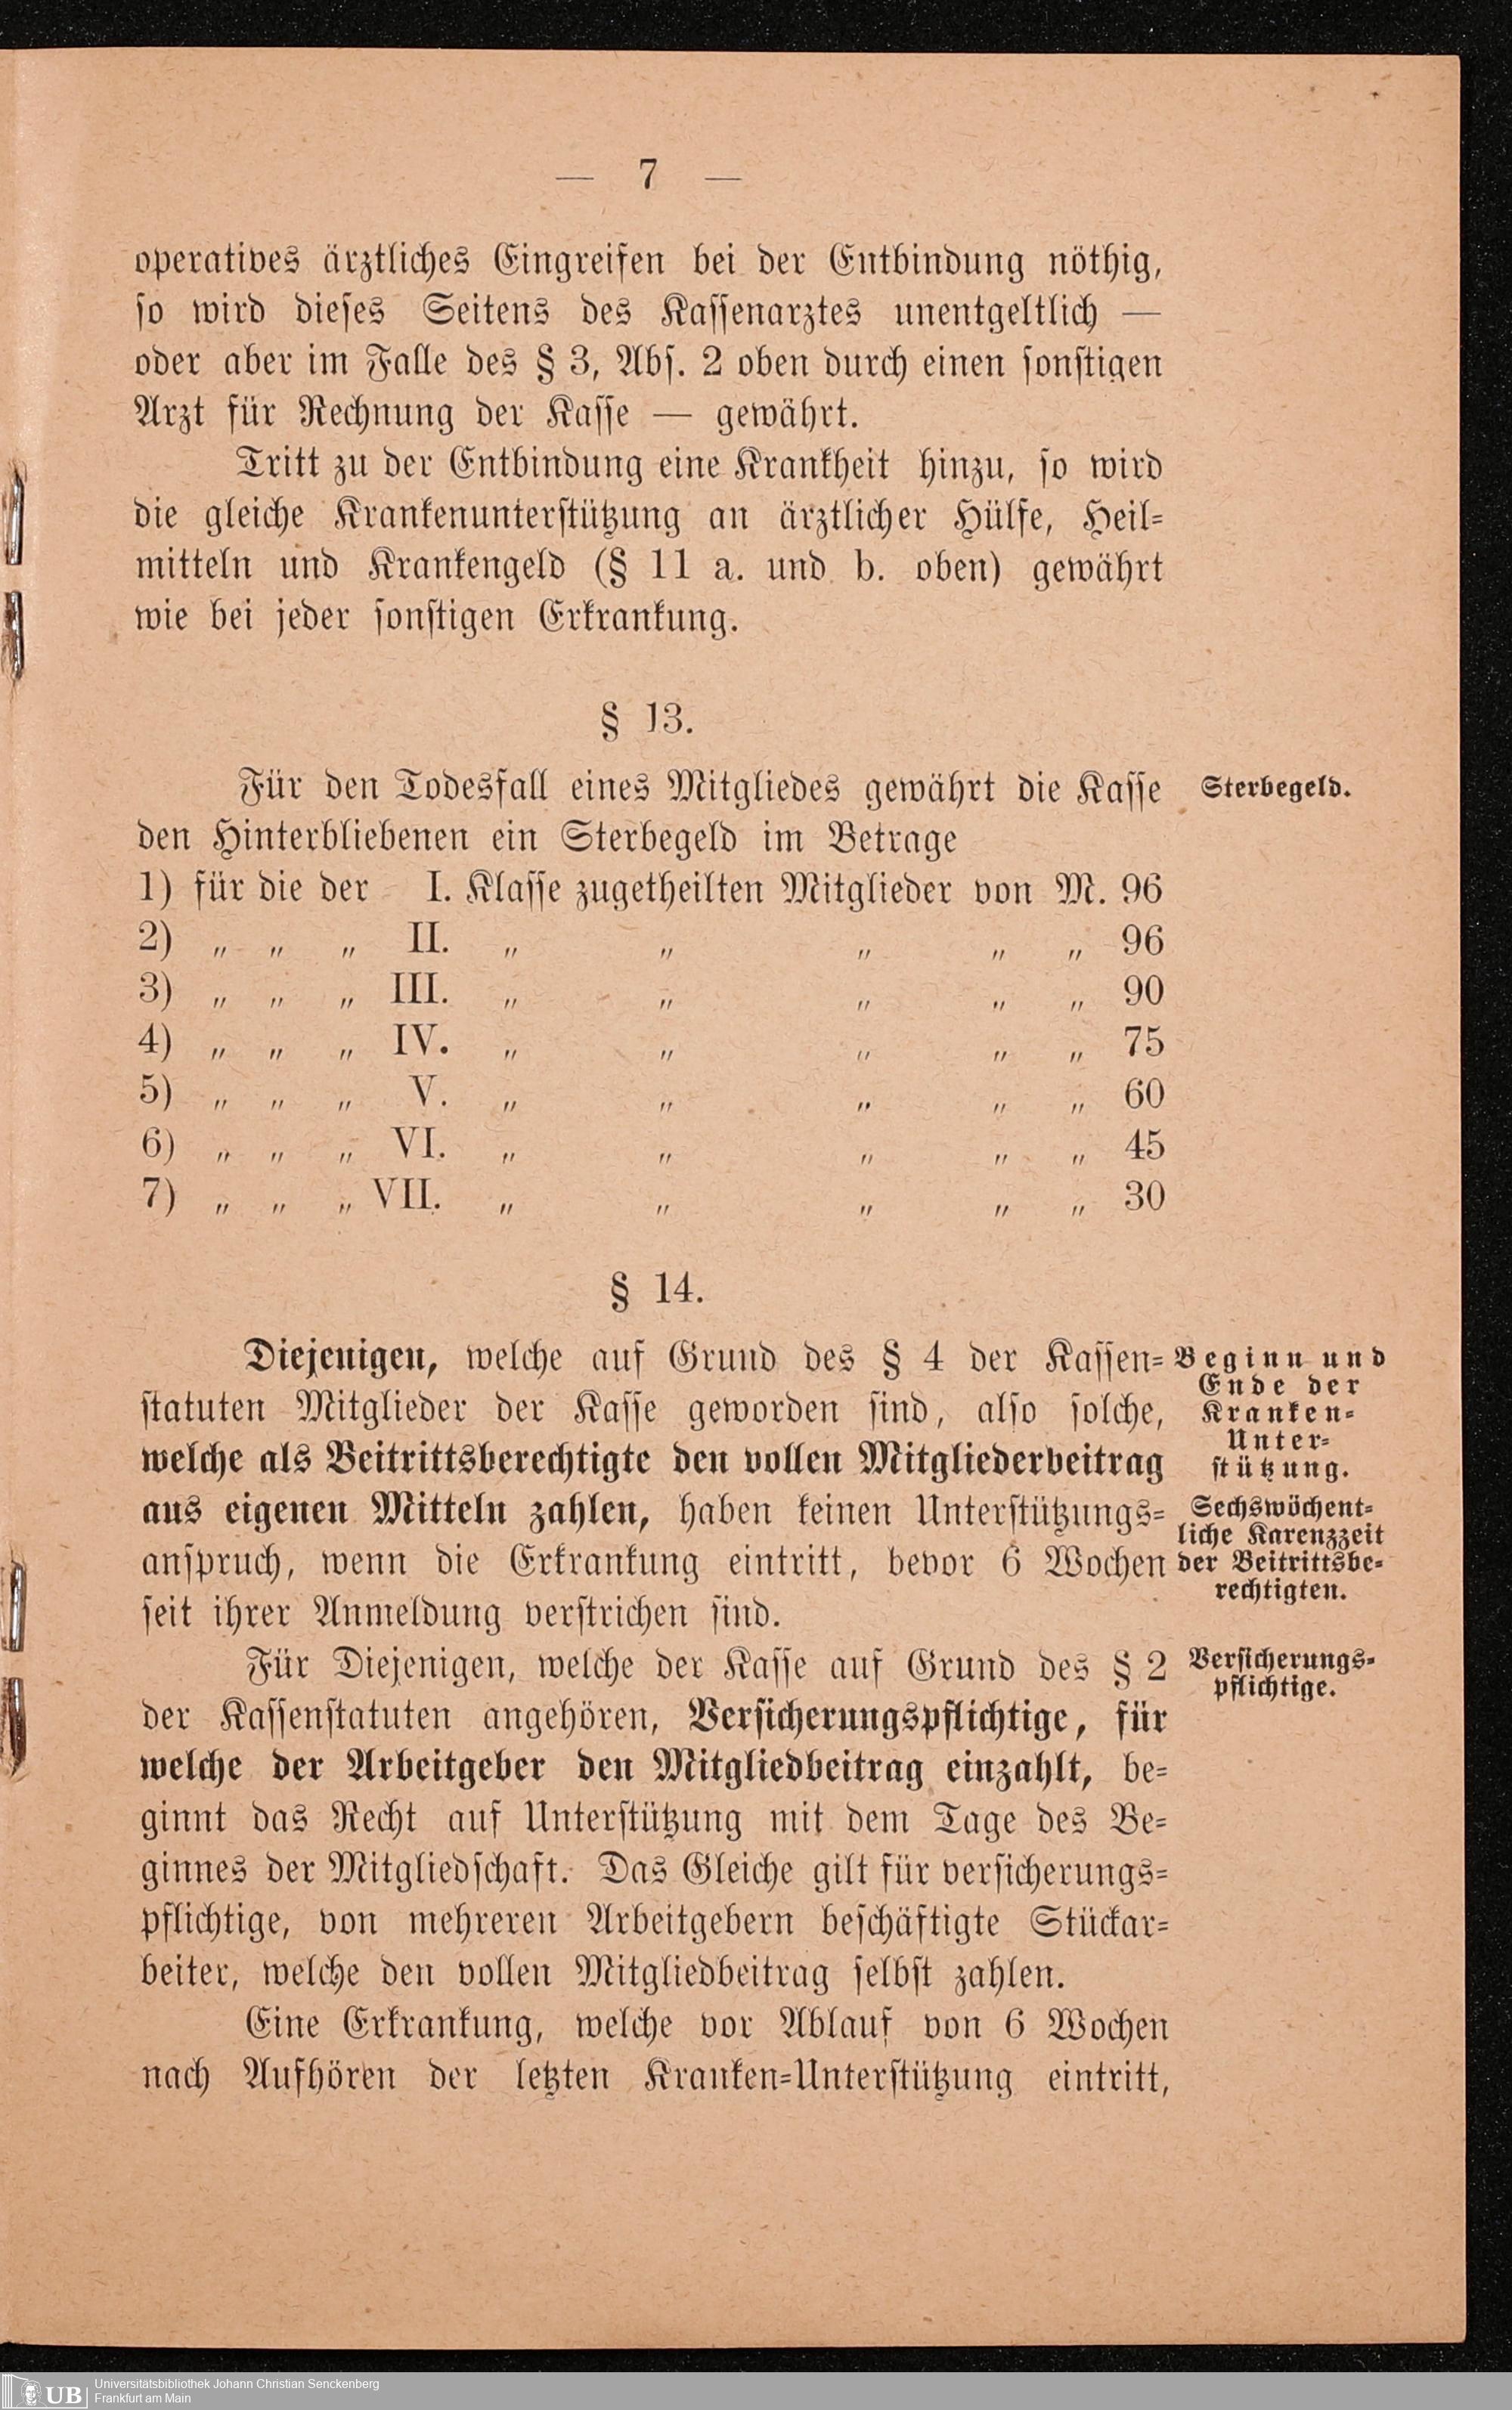 — 7 —
operatives ärztliches Eingreifen bei der Entbindung nöthig,
so wird dieses Seitens des Kassenarztes unentgeltlich —
oder aber im Falle des § 3, Abs. 2 oben durch einen sonstigen
Arzt für Rechnung der Kasse — gewährt.
Tritt zu der Entbindung eine Krankheit hinzu, so wird
die gleiche Krankenunterstützung an ärztlicher Hülfe, Heil-
mitteln und Krankengeld (§ 11 a. und b. oben) gewährt
wie bei jeder sonstigen Erkrankung.
§ 13.
Für den Todesfall eines Mitgliedes gewährt die Kasse
den Hinterbliebenen ein Sterbegeld im Betrage
Sterbegeld.
1) für die der I. Klasse zugetheilten Mitglieder von M. 96
2) „ „ „ II. „ „ „ „ „ 96
3) „ „ „ III. „ „ „ „ „ 90
4) „ „ „ IV. „ „ „ „ „ 75
5) „ „ „ V. „ „ „ „ „ 60
6) „ „ „ VI. „ „ „ „ „ 45
7) „ „ „ VII. „ „ „ „ „ 30
§ 14.
Diejenigen, welche auf Grund des § 4 der Kassen-
statuten Mitglieder der Kasse geworden sind, also solche,
welche als Beitrittsberechtigte den vollen Mitgliederbeitrag
aus eigenen Mitteln zahlen, haben keinen Unterstützungs-
anspruch, wenn die Erkrankung eintritt, bevor 6 Wochen
seit ihrer Anmeldung verstrichen sind.
Beginn und
Ende der
Kranken-
Unter-
stützung.
Sechswöchent-
liche Karenzzeit
der Beitrittsbe-
rechtigten.
Für Diejenigen, welche der Kasse auf Grund des § 2
der Kassenstatuten angehören, Versicherungspflichtige, für
welche der Arbeitgeber den Mitgliedbeitrag einzahlt, be-
ginnt das Recht auf Unterstützung mit dem Tage des Be-
ginnes der Mitgliedschaft. Das Gleiche gilt für versicherungs-
pflichtige, von mehreren Arbeitgebern beschäftigte Stückar-
beiter, welche den vollen Mitgliedbeitrag selbst zahlen.
Versicherungs-
pflichtige.
Eine Erkrankung, welche vor Ablauf von 6 Wochen
nach Aufhören der letzten Kranken-Unterstützung eintritt,
UB
Universitätsbibliothek Johann Christian Senckenberg
Frankfurt am Main